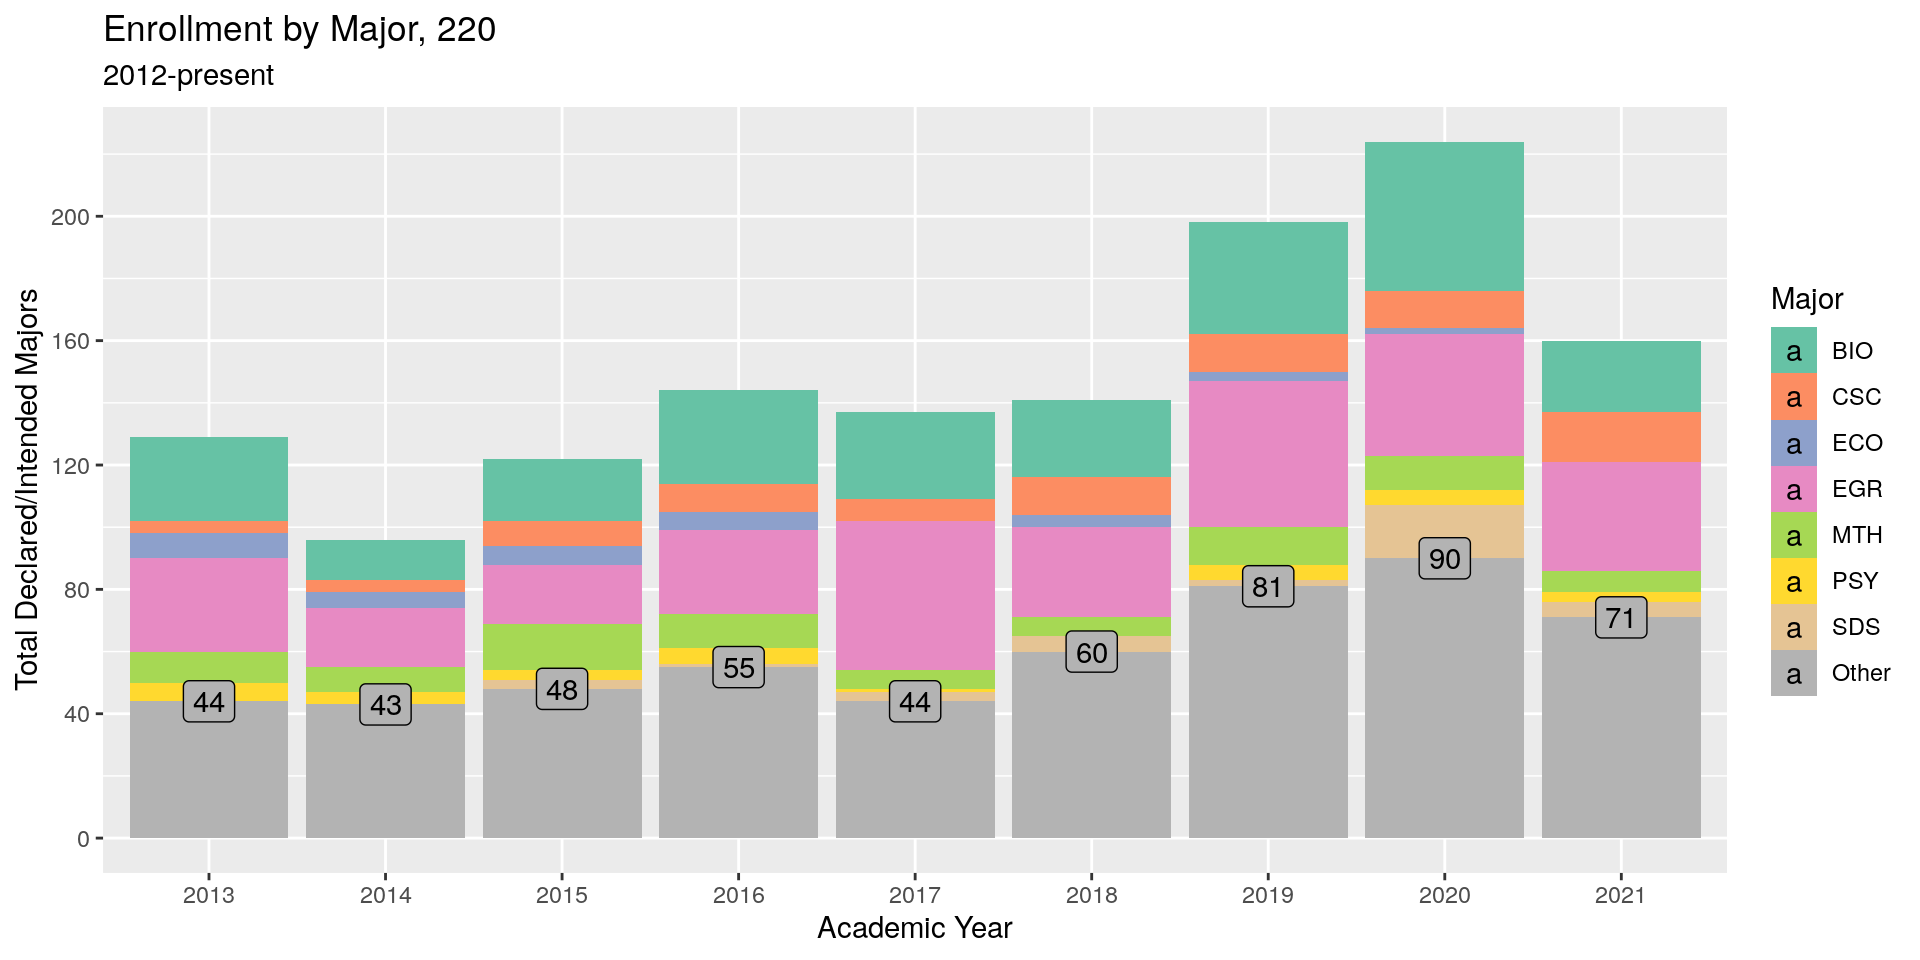 Enrollment by Major, 220
2012-present
Total Declared/Intended Majors
200
160
120
80
40
0
44
43
48
55
44
60
81
90
71
2013
2014
2015
2016
2017
2018
2019
2020
2021
Academic Year
Major
a BIO
a CSC
a ECO
a EGR
a MTH
a PSY
a SDS
a Other